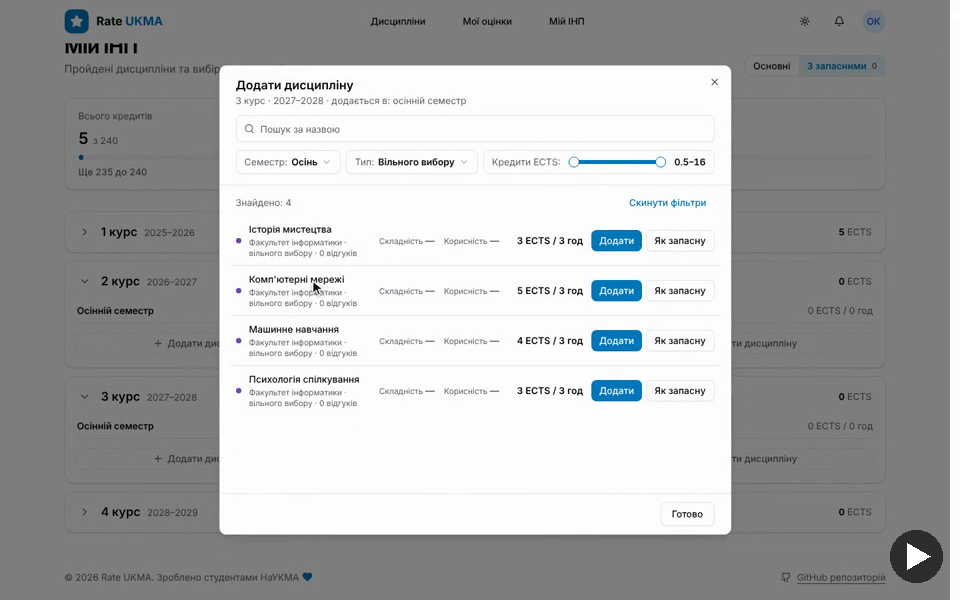 Rate UKMA
Дисципліни
Мої оцінки
Мій ІНП
OK
Мій ІНП
Пройдені дисципліни та вибір
Основні
З запасними 0
Всього кредитів
5 з 240
Ще 235 до 240
1 курс 2025–2026
5 ECTS
2 курс 2026–2027
0 ECTS
Осінній семестр
0 ECTS / 0 год
+ Додати ди
ти дисципліну
3 курс 2027–2028
0 ECTS
Осінній семестр
0 ECTS / 0 год
+ Додати ди
ти дисципліну
4 курс 2028–2029
0 ECTS
Додати дисципліну
3 курс · 2027–2028 · додається в: осінній семестр
Пошук за назвою
Семестр: Осінь
Тип: Вільного вибору
Кредити ECTS:
0.5–16
Знайдено: 4
Скинути фільтри
Історія мистецтва
Факультет інформатики ·
вільного вибору · 0 відгуків
Складність —
Корисність —
3 ECTS / 3 год
Додати
Як запасну
Комп'ютерні мережі
Факультет інформатики ·
вільного вибору · 0 відгуків
Складність —
Корисність —
5 ECTS / 3 год
Додати
Як запасну
Машинне навчання
Факультет інформатики ·
вільного вибору · 0 відгуків
Складність —
Корисність —
4 ECTS / 3 год
Додати
Як запасну
Психологія спілкування
Факультет інформатики ·
вільного вибору · 0 відгуків
Складність —
Корисність —
3 ECTS / 3 год
Додати
Як запасну
Готово
© 2026 Rate UKMA. Зроблено студентами НаУКМА
GitHub репозиторій